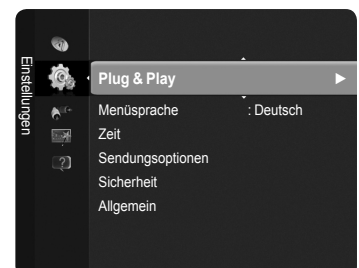 Einstellungen
Plug & Play
Menüsprache : Deutsch
Zeit
Sendungsoptionen
Sicherheit
Allgemein